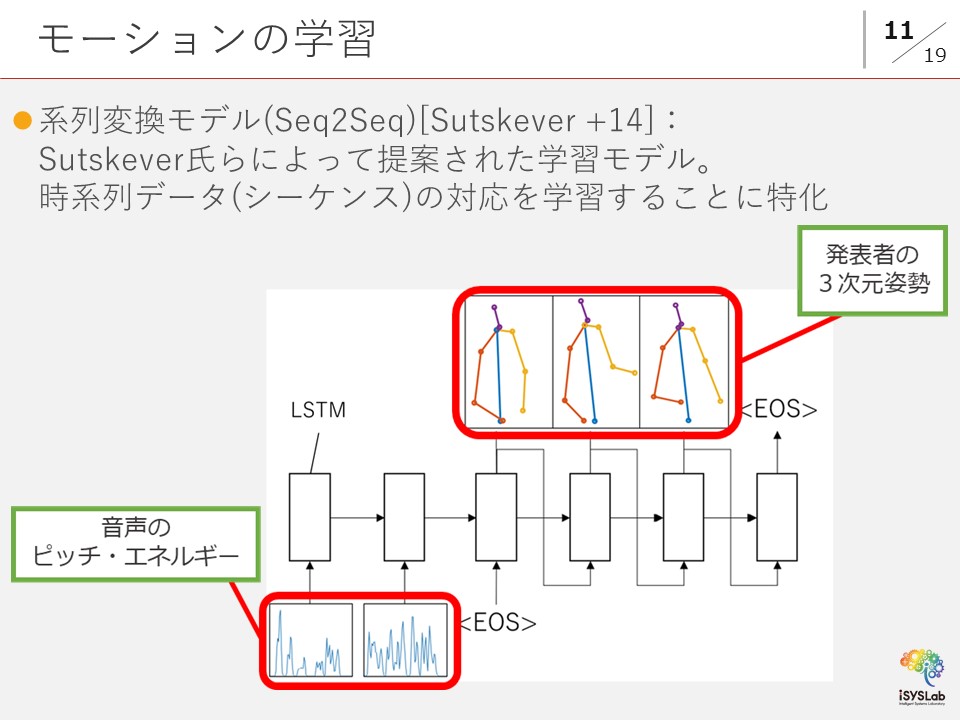 モーションの学習
11
19
系列変換モデル(Seq2Seq)[Sutskever +14]：
Sutskever氏らによって提案された学習モデル。
時系列データ(シーケンス)の対応を学習することに特化
発表者の
３次元姿勢
LSTM
<EOS>
音声の
ピッチ・エネルギー
<EOS>
iSYSLab
Intelligent Systems Laboratory